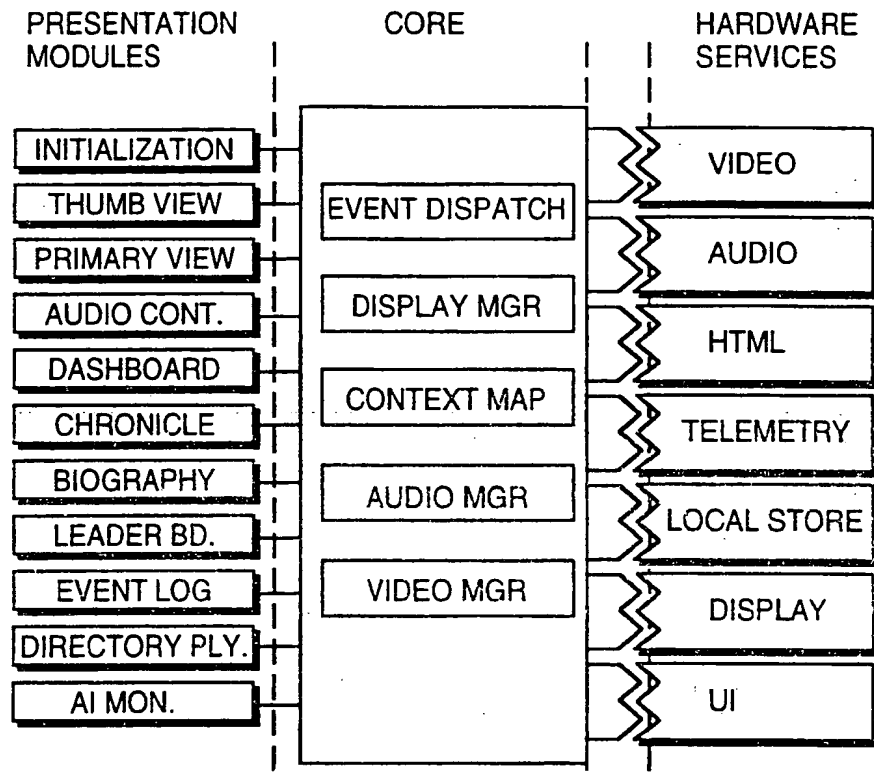 PRESENTATION
MODULES
CORE
HARDWARE
SERVICES
INITIALIZATION
THUMB VIEW
PRIMARY VIEW
AUDIO CONT.
DASHBOARD
CHRONICLE
BIOGRAPHY
LEADER BD.
EVENT LOG
DIRECTORY PLY.
AI MON.
EVENT DISPATCH
DISPLAY MGR
CONTEXT MAP
AUDIO MGR
VIDEO MGR
VIDEO
AUDIO
HTML
TELEMETRY
LOCAL STORE
DISPLAY
UI